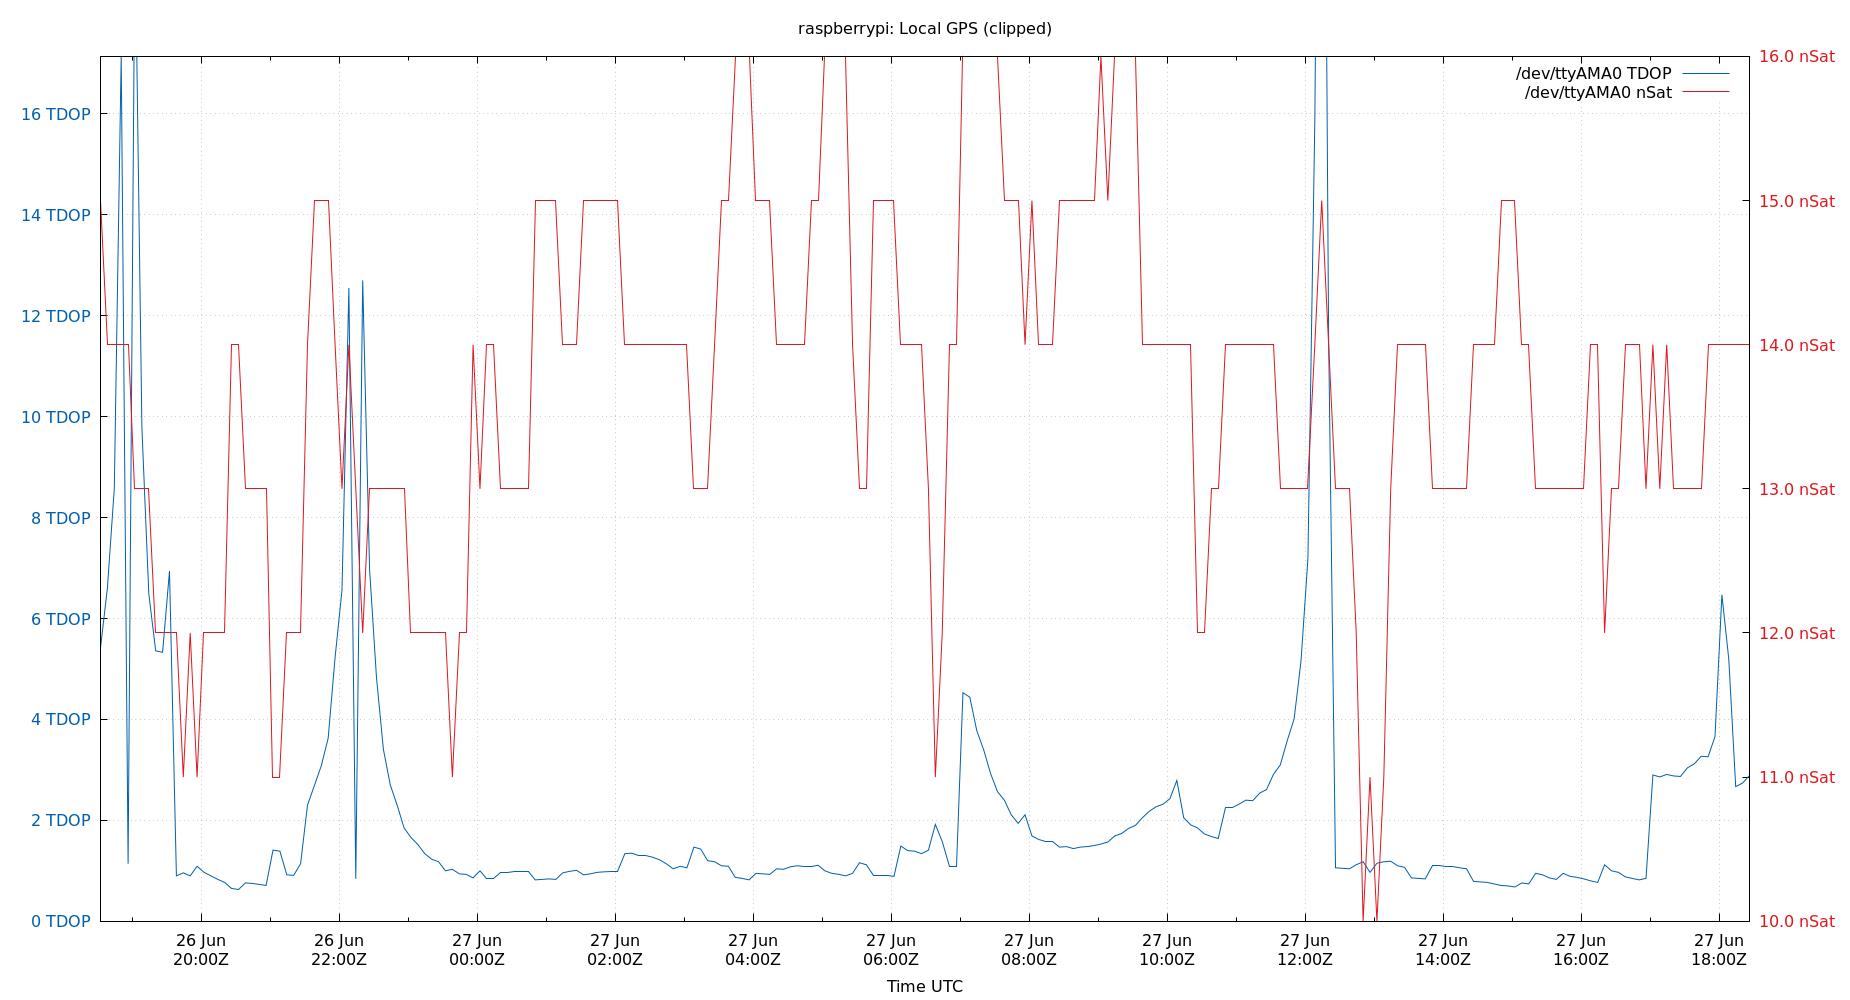 raspberrypi: Local GPS (clipped)
16.0 nSat
/dev/ttyAMA0 TDOP
/dev/ttyAMA0 nSat
16 TDOP
15.0 nSat
14 TDOP
12 TDOP
14.0 nSat
10 TDOP
13.0 nSat
8 TDOP
6 TDOP
12.0 nSat
4 TDOP
11.0 nSat
2 TDOP
0 TDOP
10.0 nSat
26 Jun 26 Jun 27 Jun 27 Jun 27 Jun 27 Jun 27 Jun 27 Jun 27 Jun 27 Jun 27 Jun 27 Jun
20:00Z 22:00Z 00:00Z 02:00Z 04:00Z 06:00Z 08:00Z 10:00Z 12:00Z 14:00Z 16:00Z 18:00Z
Time UTC